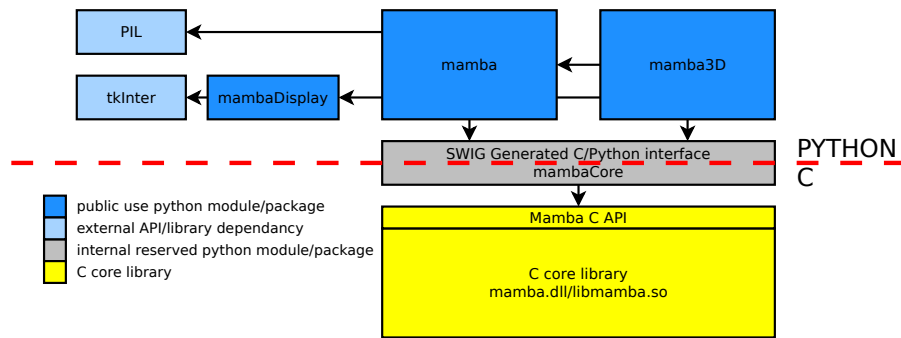 PIL
mamba
mamba3D
tkInter
mambaDisplay
SWIG Generated C/Python interface
mambaCore
PYTHON
C
public use python module/package
external API/library dependancy
internal reserved python module/package
C core library
Mamba C API
C core library
mamba.dll/libmamba.so